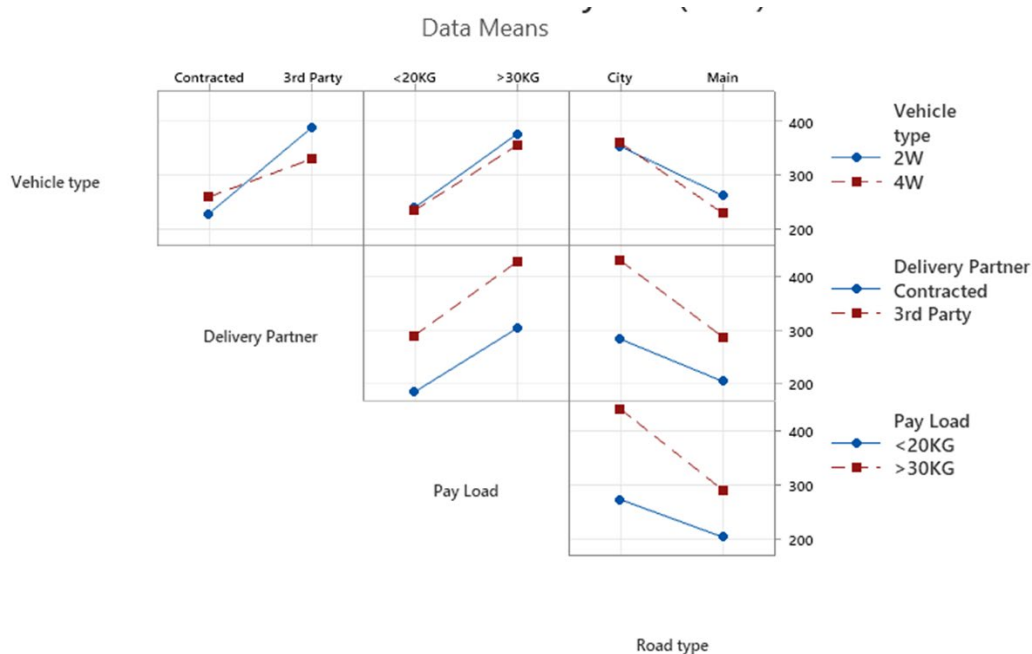 Data Means
Contracted 3rd Party <20KG >30KG City Main
Vehicle type
400
300
200
Vehicle
type
2W
4W
Delivery Partner
400
300
200
Delivery Partner
Contracted
3rd Party
Pay Load
400
300
200
Pay Load
<20KG
>30KG
Road type